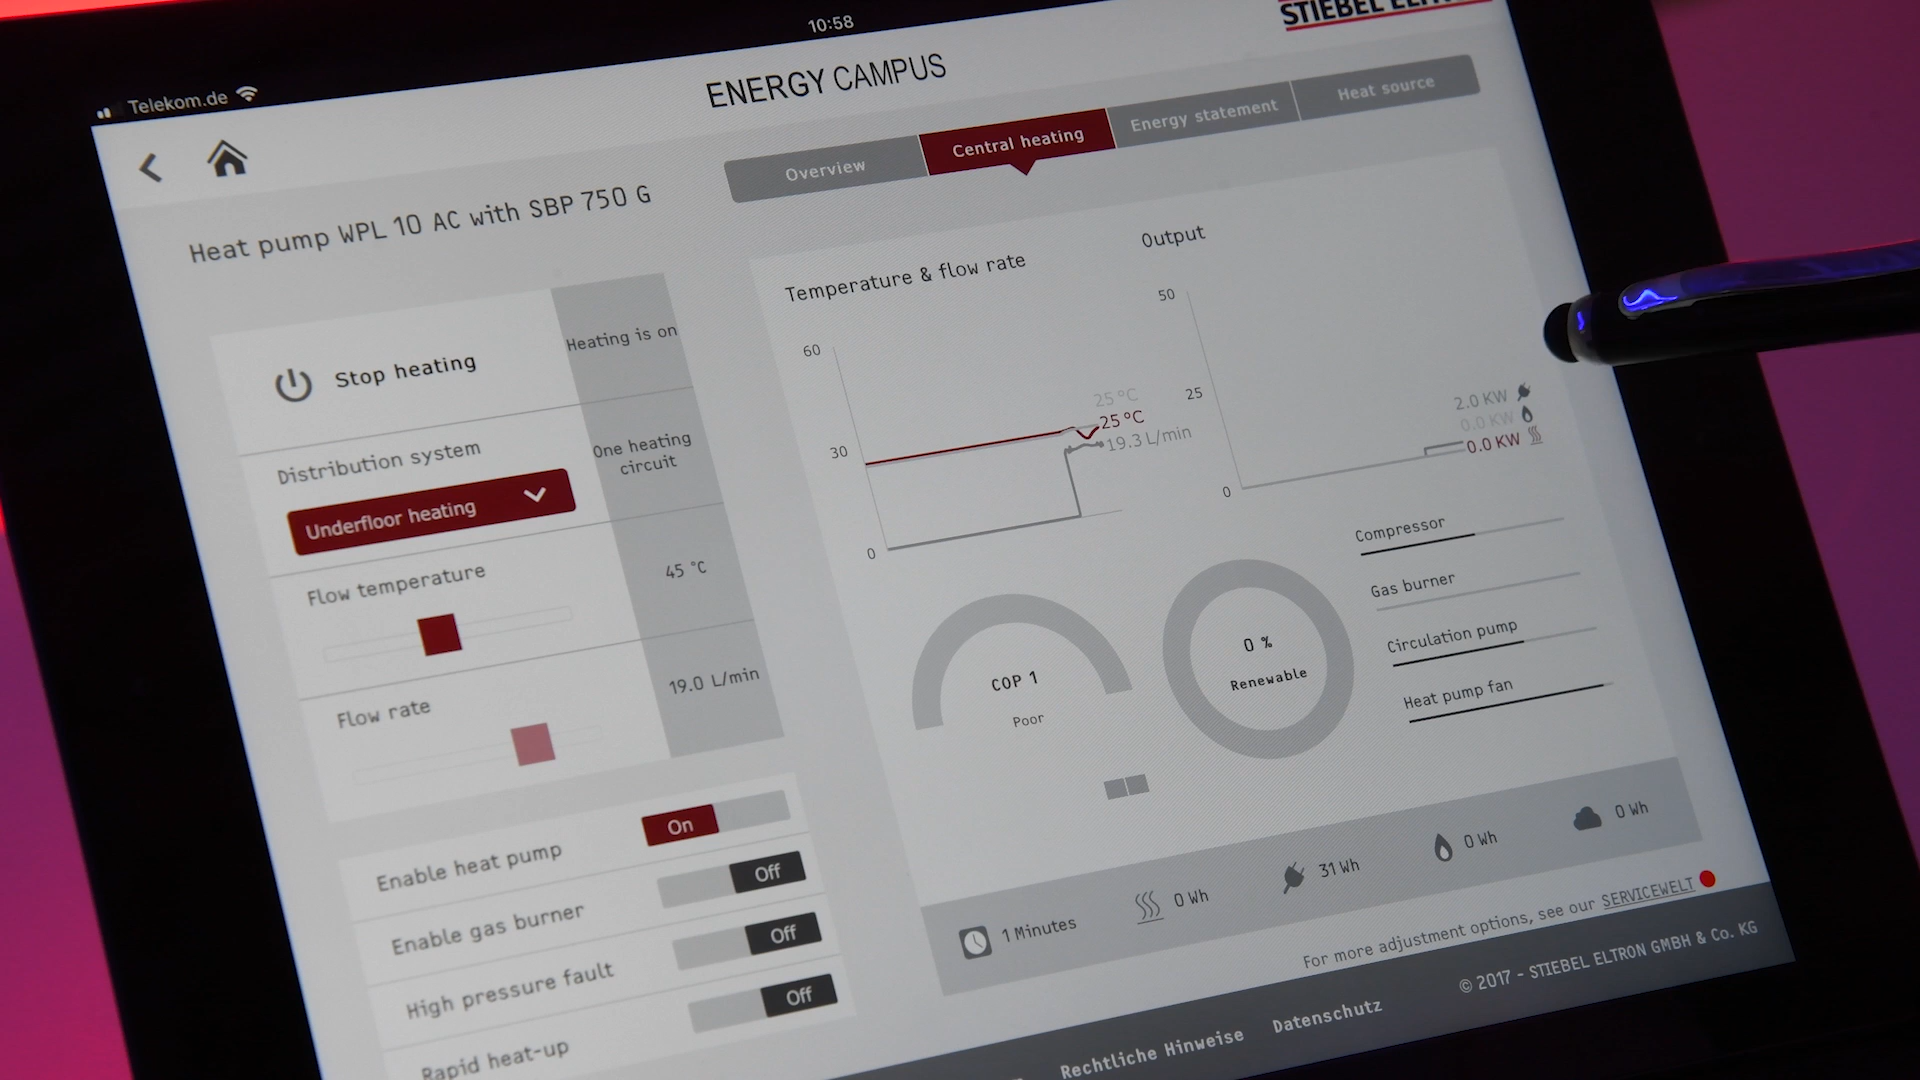 10:58
Telekom.de
STIEBEL ELTRON
ENERGY CAMPUS
Overview
Central heating
Energy statement
Heat source
Heat pump WPL 10 AC with SBP 750 G
Stop heating
Heating is on
Distribution system
Underfloor heating
One heating
circuit
Flow temperature
45 °C
Flow rate
19.0 L/min
Enable heat pump
On
Enable gas burner
Off
High pressure fault
Off
Rapid heat-up
Off
Temperature & flow rate
60
30
0
25 °C
25 °C
19.3 L/min
Output
50
25
0
2.0 KW
0.0 KW
0.0 KW
COP 1
Poor
0 %
Renewable
Compressor
Gas burner
Circulation pump
Heat pump fan
1 Minutes
0 Wh
31 Wh
0 Wh
0 Wh
For more adjustment options, see our SERVICEWELT
© 2017 - STIEBEL ELTRON GMBH & Co. KG
Rechtliche Hinweise
Datenschutz